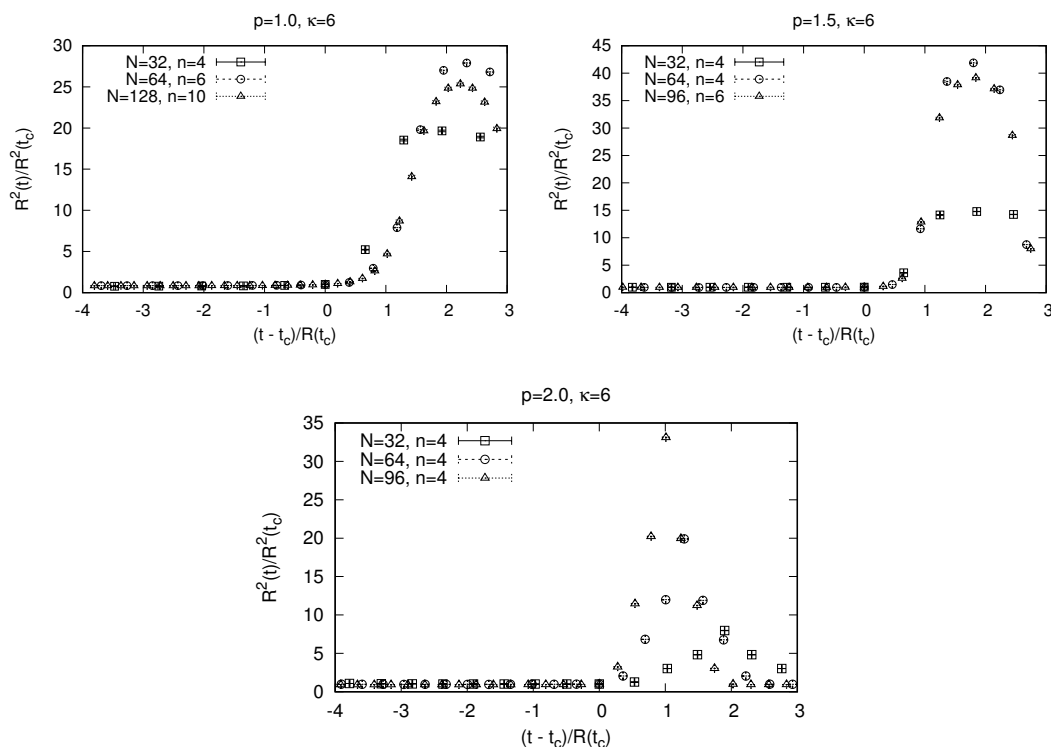 p=1.0, κ=6
30
25
20
15
10
5
0
-4 -3 -2 -1 0 1 2 3
R²(t)/R²(t_c)
(t - t_c)/R(t_c)
N=32, n=4
N=64, n=6
N=128, n=10
p=1.5, κ=6
45
40
35
30
25
20
15
10
5
0
-4 -3 -2 -1 0 1 2 3
R²(t)/R²(t_c)
(t - t_c)/R(t_c)
N=32, n=4
N=64, n=4
N=96, n=6
p=2.0, κ=6
35
30
25
20
15
10
5
0
-4 -3 -2 -1 0 1 2 3
R²(t)/R²(t_c)
(t - t_c)/R(t_c)
N=32, n=4
N=64, n=4
N=96, n=4